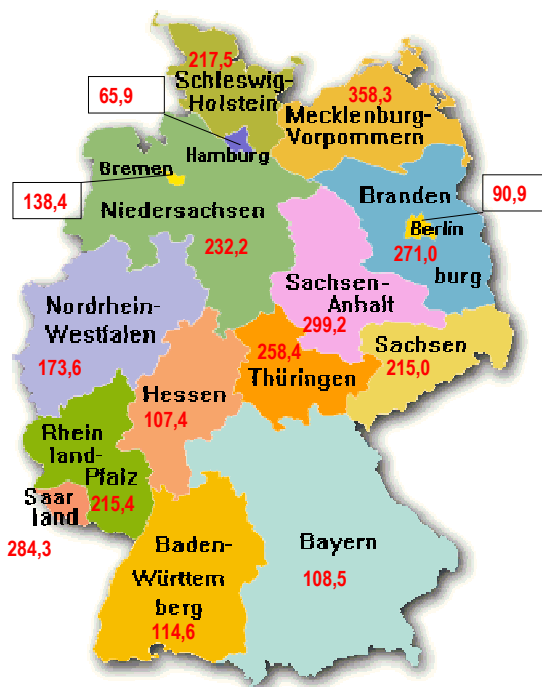 217,5
Schleswig-
Holstein
65,9
358,3
Mecklenburg-
Vorpommern
Hamburg
Bremen
138,4
Niedersachsen
232,2
Branden
burg
90,9
Berlin
271,0
Sachsen-
Anhalt
299,2
Nordrhein-
Westfalen
173,6
258,4
Thüringen
Sachsen
215,0
Hessen
107,4
Rhein
land-
Pfalz
215,4
Saar
land
284,3
Baden-
Württem
berg
114,6
Bayern
108,5